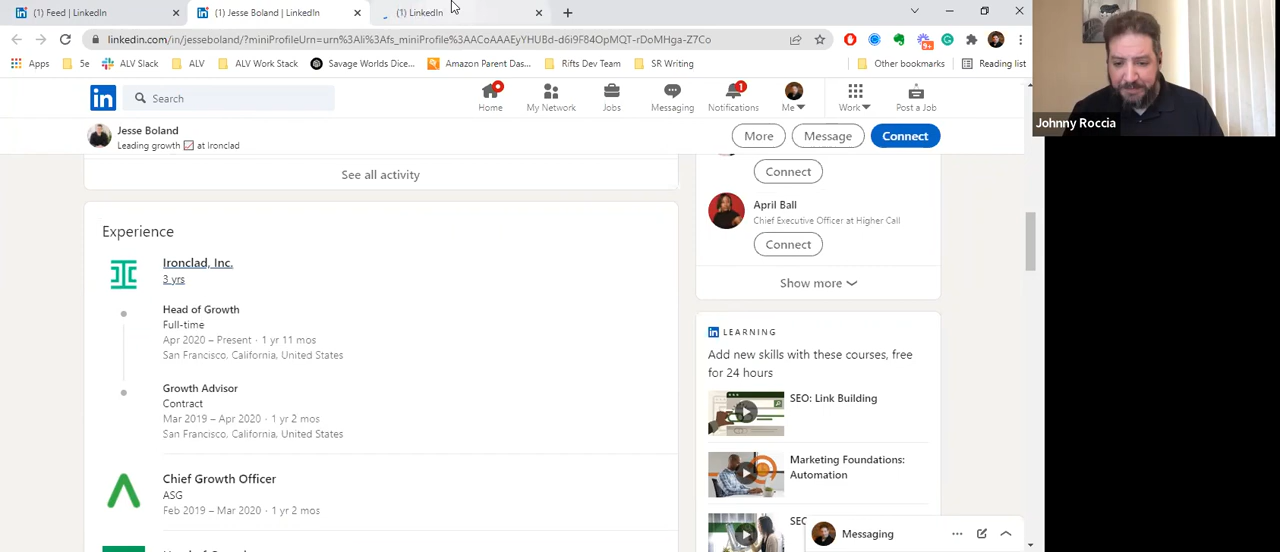 (1) Feed | LinkedIn
(1) Jesse Boland | LinkedIn
(1) LinkedIn
linkedin.com/in/jesseboland/?miniProfileUrn=urn%3Ali%3Afs_miniProfile%3AACoAAAEyYHUBd-d6i9F84OpMQT-rDoMHga-Z7Co
9+
Apps
5e
ALV Slack
ALV
ALV Work Stack
Savage Worlds Dice...
Amazon Parent Das...
Rifts Dev Team
SR Writing
Other bookmarks
Reading list
in
Search
Home
My Network
Jobs
Messaging
1
Notifications
Me
Work
Post a Job
Johnny Roccia
Jesse Boland
Leading growth at ironclad
More
Message
Connect
See all activity
Experience
Ironclad, Inc.
3 yrs
Head of Growth
Full-time
Apr 2020 – Present · 1 yr 11 mos
San Francisco, California, United States
Growth Advisor
Contract
Mar 2019 – Apr 2020 · 1 yr 2 mos
San Francisco, California, United States
Chief Growth Officer
ASG
Feb 2019 – Mar 2020 · 1 yr 2 mos
Connect
April Ball
Chief Executive Officer at Higher Call
Connect
Show more
in LEARNING
Add new skills with these courses, free
for 24 hours
SEO: Link Building
Marketing Foundations:
Automation
SEO
Messaging